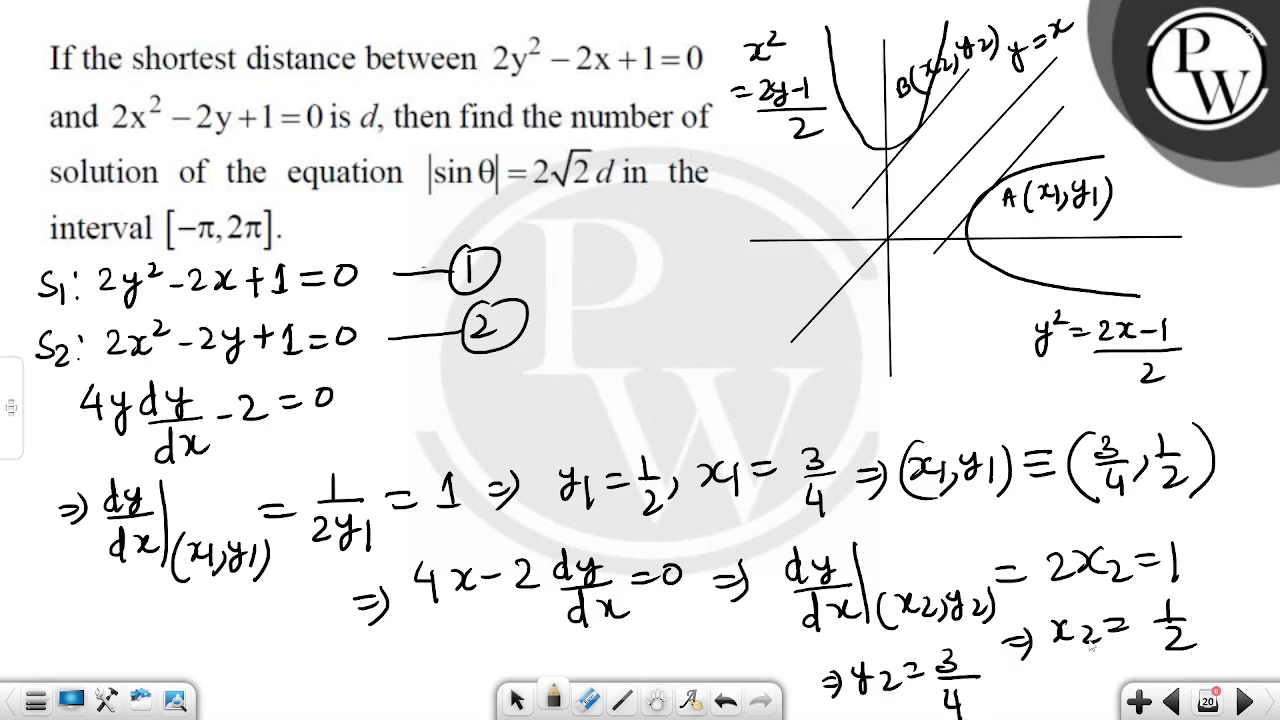 If the shortest distance between 2y² − 2x + 1 = 0
and 2x² − 2y + 1 = 0 is d, then find the number of
solution of the equation |sin θ| = 2√2 d in the
interval [−π, 2π].
S₁: 2y² − 2x + 1 = 0 — ①
S₂: 2x² − 2y + 1 = 0 — ②
4y dy/dx − 2 = 0
⇒ dy/dx|(x₁,y₁) = 1/2y₁ = 1 ⇒ y₁ = 1/2, x₁ = 3/4 ⇒ (x₁,y₁) ≡ (3/4, 1/2)
⇒ 4x − 2 dy/dx = 0 ⇒ dy/dx|(x₂,y₂) = 2x₂ = 1
⇒ x₂ = 1/2
⇒ y₂ = 3/4
x² = 2y−1/2
B(x₂,y₂)
y = x
A(x₁,y₁)
y² = 2x−1/2
PW
PW
20